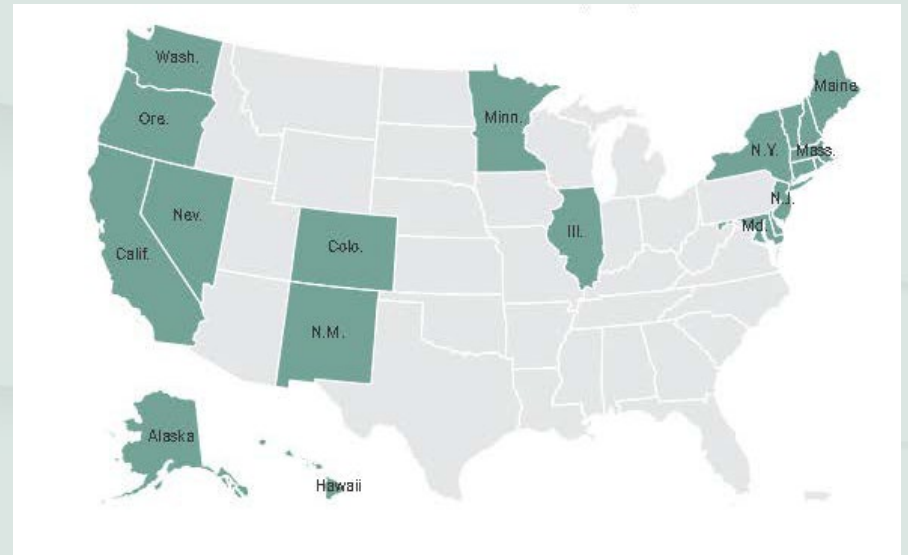 Wash.
Maine
Ore.
Minn.
N.Y.
Mass.
N.J.
Nev.
Md.
Colo.
Ill.
Calif.
N.M.
Alaska
Hawaii